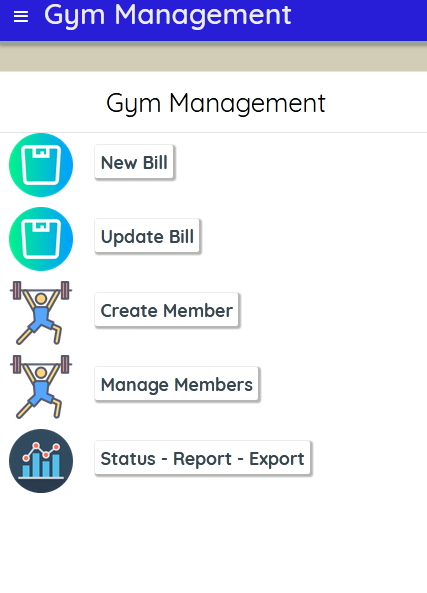 Gym Management
Gym Management
New Bill
Update Bill
Create Member
Manage Members
Status - Report - Export